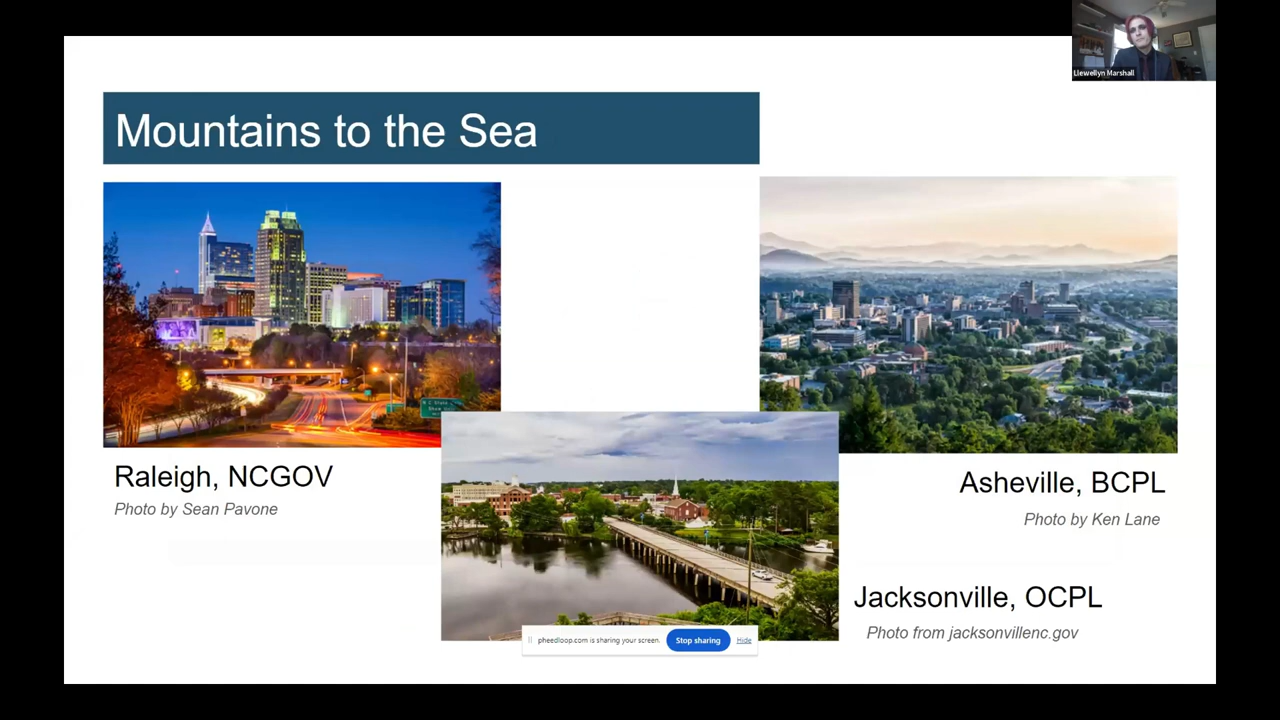 Llewellyn Marshall
Mountains to the Sea
Raleigh, NCGOV
Photo by Sean Pavone
Asheville, BCPL
Photo by Ken Lane
Jacksonville, OCPL
Photo from jacksonvillenc.gov
pheedloop.com is sharing your screen. Stop sharing Hide